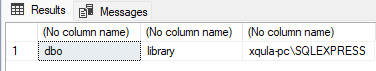 Results Messages
(No column name) (No column name) (No column name)
1 dbo library xqula-pc\SQLEXPRESS